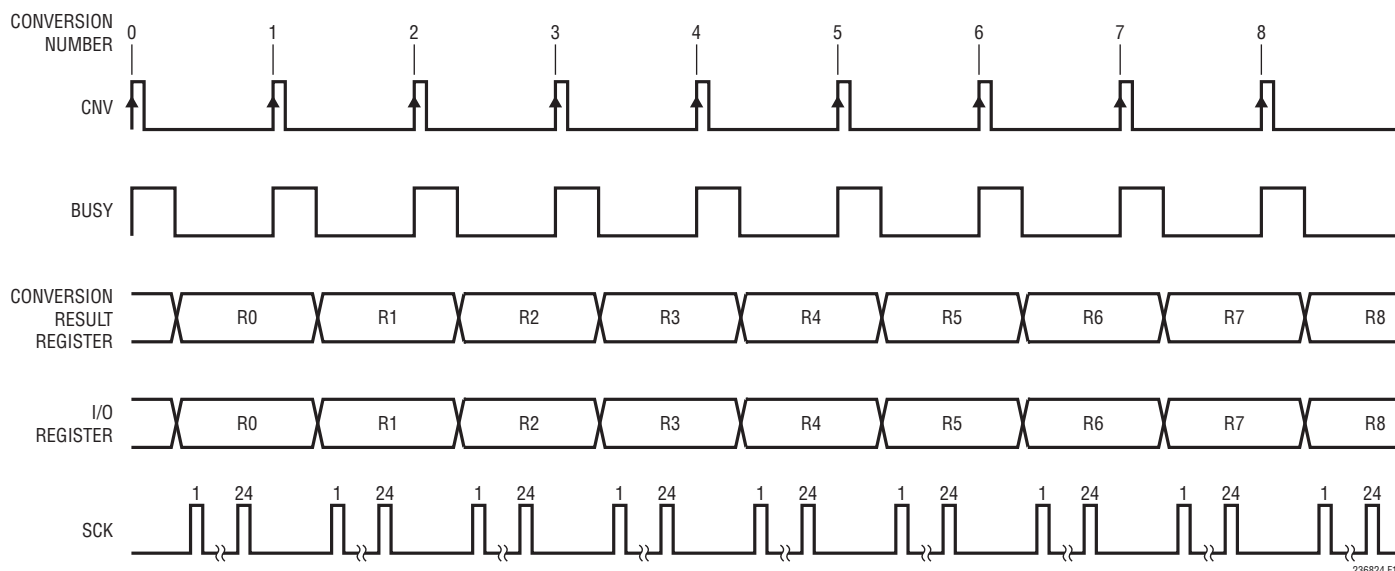 CONVERSION
NUMBER
0 1 2 3 4 5 6 7 8
CNV
BUSY
CONVERSION
RESULT
REGISTER
R0 R1 R2 R3 R4 R5 R6 R7 R8
I/O
REGISTER
R0 R1 R2 R3 R4 R5 R6 R7 R8
1 24 1 24 1 24 1 24 1 24 1 24 1 24 1 24 1 24
SCK